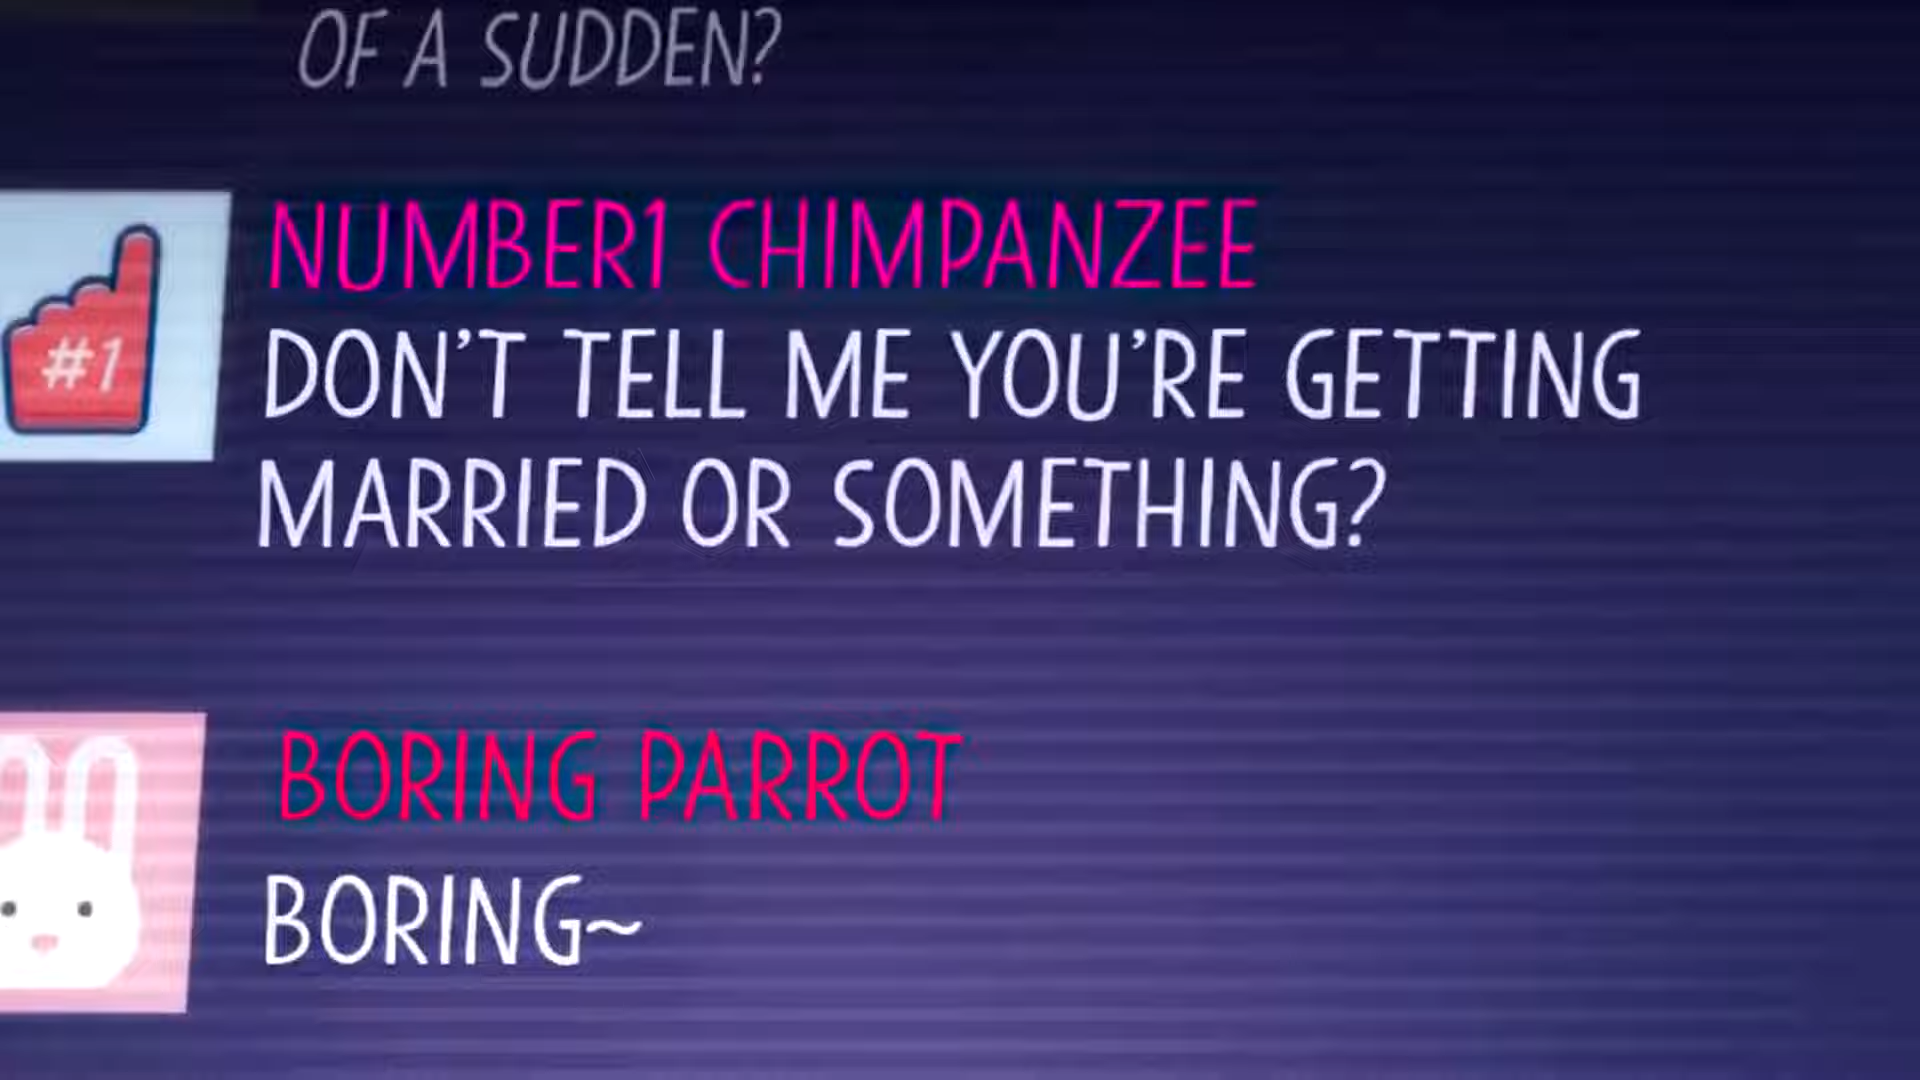 OF A SUDDEN?
#1
NUMBER1 CHIMPANZEE
DON'T TELL ME YOU'RE GETTING
MARRIED OR SOMETHING?
BORING PARROT
BORING~